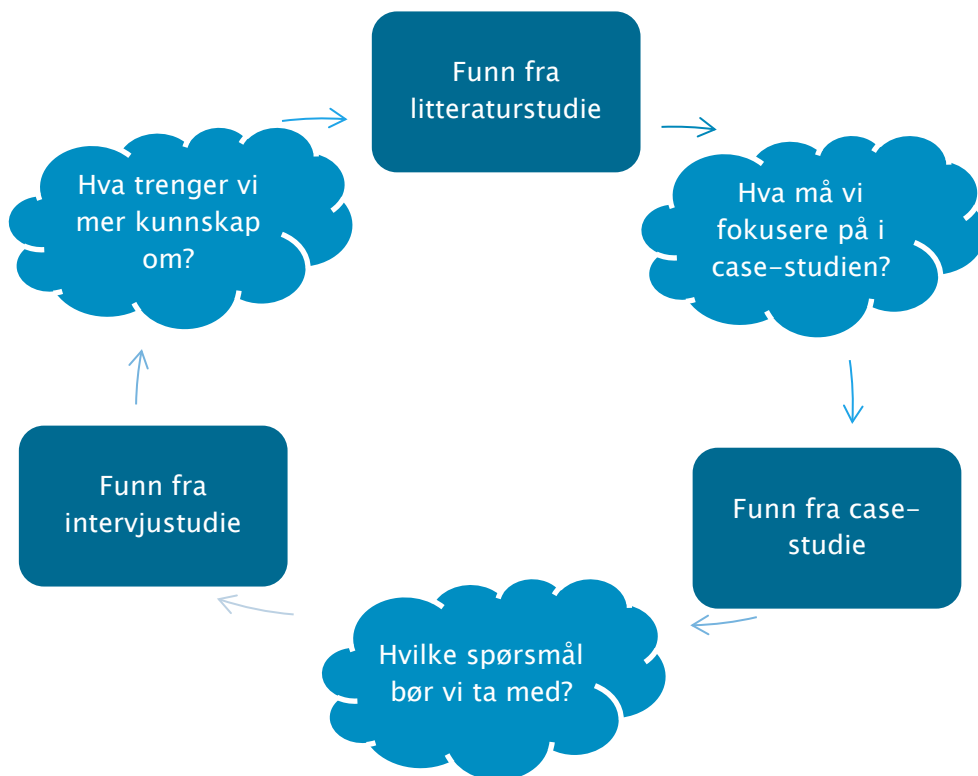 Funn fra
litteraturstudie
Hva trenger vi
mer kunnskap
om?
Hva må vi
fokusere på i
case-studien?
Funn fra
intervjustudie
Funn fra case-
studie
Hvilke spørsmål
bør vi ta med?